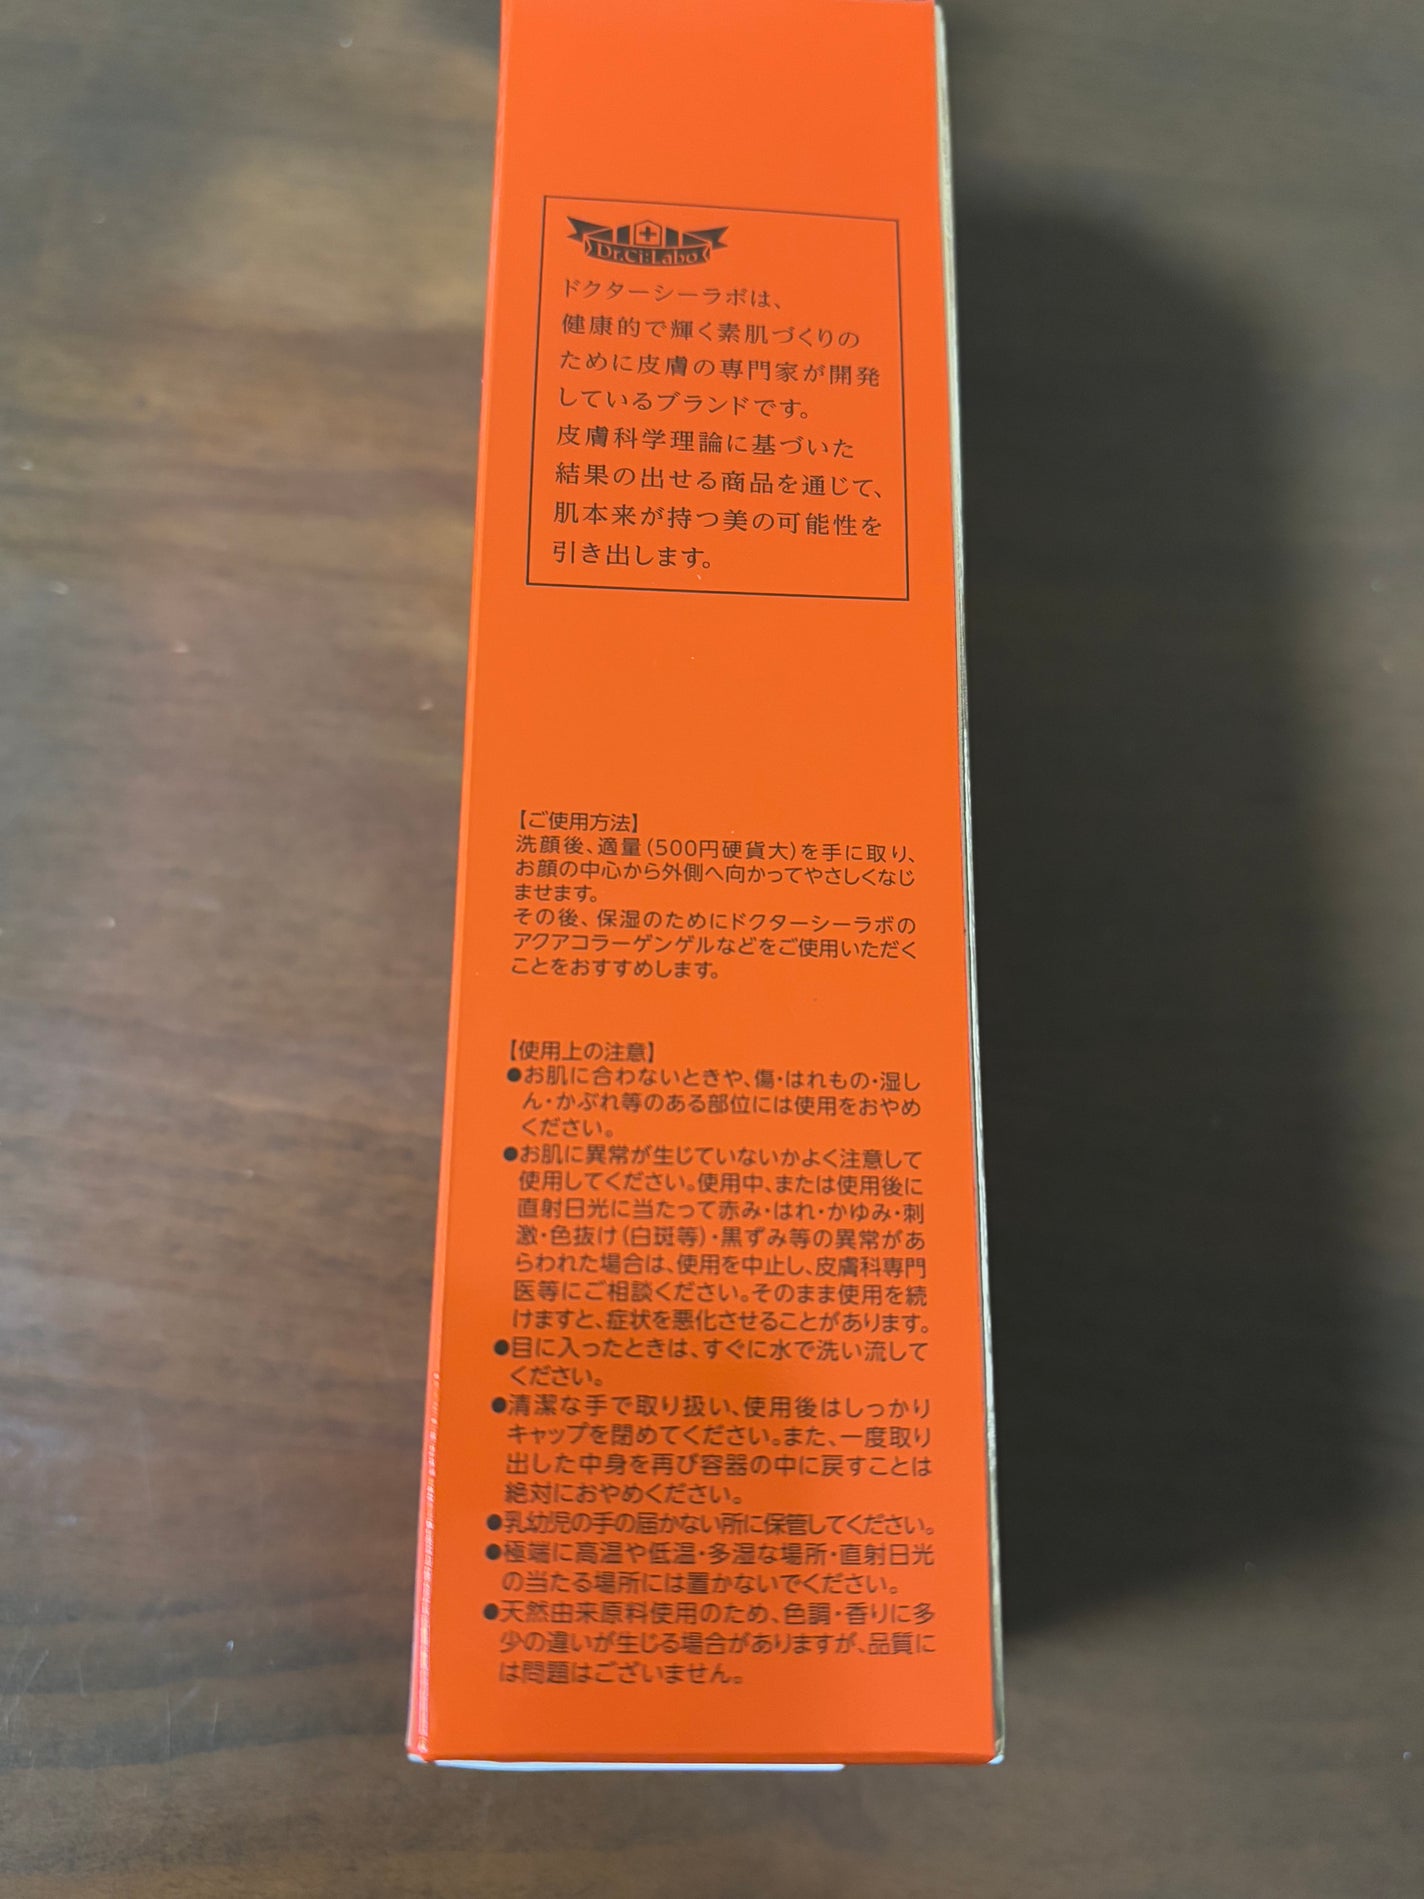 Dr.Ci:Labo
ドクターシーラボは、
健康的で輝く素肌づくりの
ために皮膚の専門家が開発
しているブランドです。
皮膚科学理論に基づいた
結果の出せる商品を通じて、
肌本来が持つ美の可能性を
引き出します。
【ご使用方法】
洗顔後、適量(500円硬貨大)を手に取り、
お顔の中心から外側へ向かってやさしくなじ
ませます。
その後、保湿のためにドクターシーラボの
アクアコラーゲンゲルなどをご使用いただく
ことをおすすめします。
【使用上の注意】
●お肌に合わないときや、傷・はれもの・湿し
ん・かぶれ等のある部位には使用をおやめ
ください。
●お肌に異常が生じていないかよく注意して
使用してください。使用中、または使用後に
直射日光に当たって赤み・はれ・かゆみ・刺
激・色抜け(白斑等)・黒ずみ等の異常があ
らわれた場合は、使用を中止し、皮膚科専門
医等にご相談ください。そのまま使用を続
けますと、症状を悪化させることがあります。
●目に入ったときは、すぐに水で洗い流して
ください。
●清潔な手で取り扱い、使用後はしっかり
キャップを閉めてください。また、一度取り
出した中身を再び容器の中に戻すことは
絶対におやめください。
●乳幼児の手の届かない所に保管してください。
●極端に高温や低温・多湿な場所・直射日光
の当たる場所には置かないでください。
●天然由来原料使用のため、色調・香りに多
少の違いが生じる場合がありますが、品質に
は問題はございません。